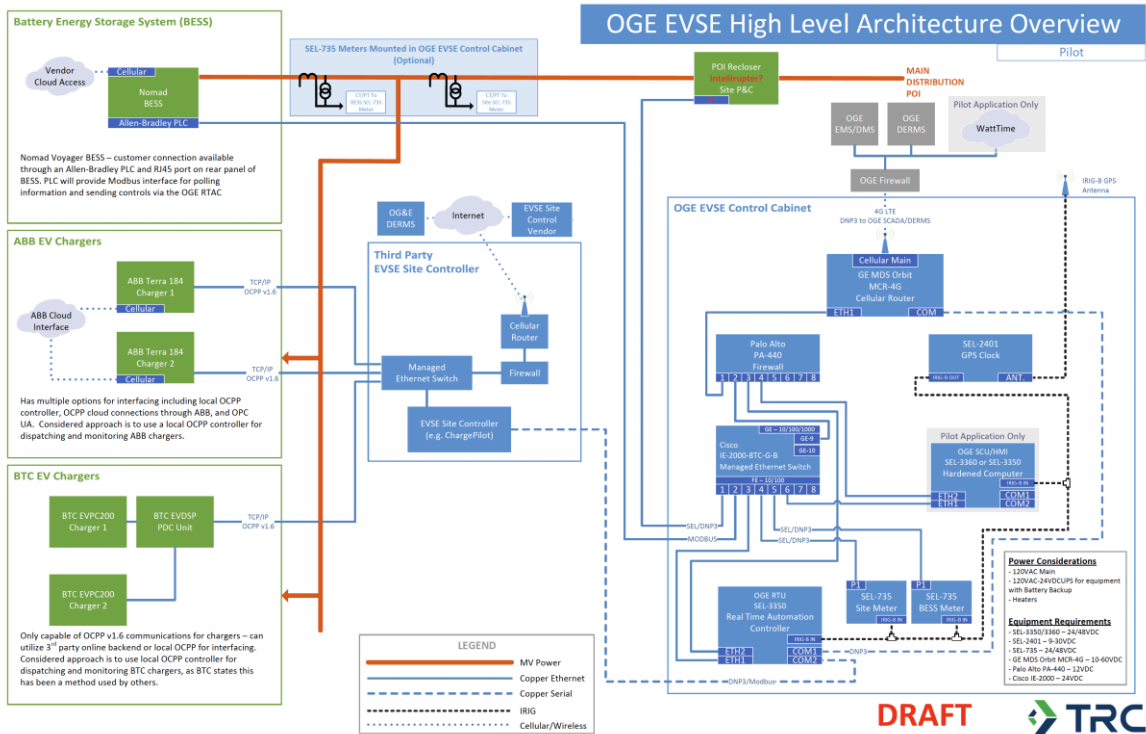 OGE EVSE High Level Architecture Overview
Pilot
Battery Energy Storage System (BESS)
Vendor
Cloud Access
Cellular
Nomad
BESS
Allen-Bradley PLC
Nomad Voyager BESS – customer connection available
through an Allen-Bradley PLC and RJ45 port on rear panel of
BESS. PLC will provide Modbus interface for polling
information and sending controls via the OGE RTAC
SEL-735 Meters Mounted in OGE EVSE Control Cabinet
(Optional)
CT/PT To
BESS SEL-735
Meter
CT/PT To
Site SEL-735
Meter
POI Recloser
Intellirupter?
Site P&C
MAIN
DISTRIBUTION
POI
OGE
EMS/DMS
OGE
DERMS
Pilot Application Only
WattTime
OGE Firewall
4G LTE
DNP3 to OGE SCADA/DERMS
IRIG-B GPS
Antenna
ABB EV Chargers
ABB Terra 184
Charger 1
Cellular
ABB Cloud
Interface
ABB Terra 184
Charger 2
Cellular
TCP/IP
OCPP v1.6
TCP/IP
OCPP v1.6
Has multiple options for interfacing including local OCPP
controller, OCPP cloud connections through ABB, and OPC
UA. Considered approach is to use a local OCPP controller for
dispatching and monitoring ABB chargers.
BTC EV Chargers
BTC EVPC200
Charger 1
BTC EVDSP
PDC Unit
TCP/IP
OCPP v1.6
BTC EVPC200
Charger 2
Only capable of OCPP v1.6 communications for chargers – can
utilize 3rd party online backend or local OCPP for interfacing.
Considered approach is to use local OCPP controller for
dispatching and monitoring BTC chargers, as BTC states this
has been a method used by others.
OG&E
DERMS
Internet
EVSE Site
Control
Vendor
Third Party
EVSE Site Controller
Cellular
Router
Managed
Ethernet Switch
Firewall
EVSE Site Controller
(e.g. ChargePilot)
OGE EVSE Control Cabinet
Cellular Main
GE MDS Orbit
MCR-4G
Cellular Router
ETH1
COM
Palo Alto
PA-440
Firewall
1 2 3 4 5 6 7 8
SEL-2401
GPS Clock
IRIG-B OUT
ANT.
GE – 10/100/1000
GE-9
GE-10
Cisco
IE-2000-8TC-G-B
Managed Ethernet Switch
FE – 10/100
1 2 3 4 5 6 7 8
Pilot Application Only
OGE SCU/HMI
SEL-3360 or SEL-3350
Hardened Computer
IRIG-B IN
ETH2
ETH1
COM1
COM2
SEL/DNP3
MODBUS
SEL/DNP3
SEL/DNP3
P1
SEL-735
Site Meter
IRIG-B IN
P1
SEL-735
BESS Meter
IRIG-B IN
OGE RTU
SEL-3350
Real Time Automation
Controller
IRIG-B IN
ETH2
ETH1
COM1
COM2
DNP3
DNP3/Modbus
Power Considerations
- 120VAC Main
- 120VAC-24VDCUPS for equipment
with Battery Backup
- Heaters
Equipment Requirements
- SEL-3350/3360 – 24/48VDC
- SEL-2401 – 9-30VDC
- SEL-735 – 24/48VDC
- GE MDS Orbit MCR-4G – 10-60VDC
- Palo Alto PA-440 – 12VDC
- Cisco IE-2000 – 24VDC
LEGEND
MV Power
Copper Ethernet
Copper Serial
IRIG
Cellular/Wireless
DRAFT
TRC